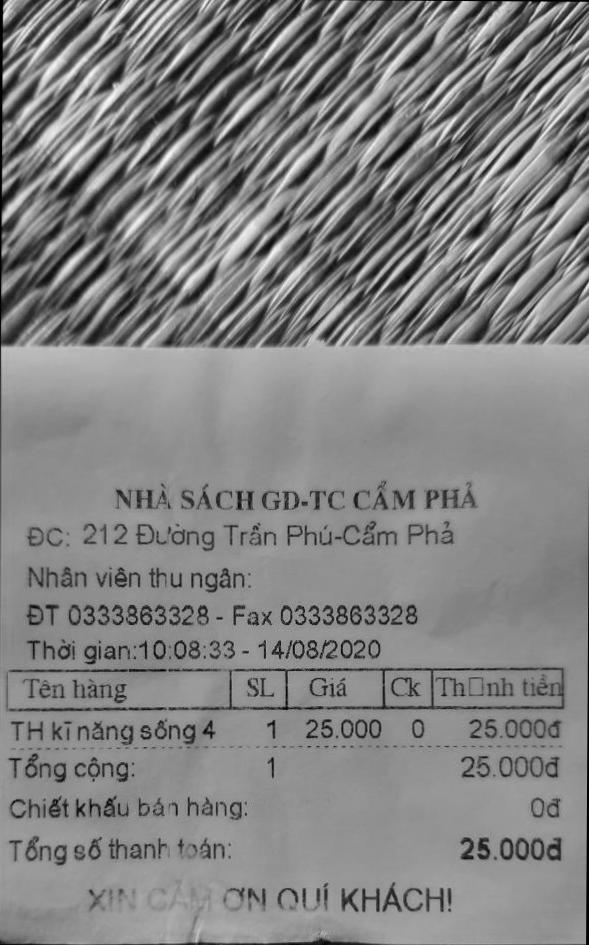 NHÀ SÁCH GD-TC CẨM PHẢ
ĐC: 212 Đường Trần Phú-Cẩm Phả
Nhân viên thu ngân:
ĐT 0333863328 - Fax 0333863328
Thời gian:10:08:33 - 14/08/2020
Tên hàng SL Giá Ck Th□nh tiền
TH kĩ năng sống 4 1 25.000 0 25.000đ
Tổng cộng: 1 25.000đ
Chiết khấu bán hàng: 0đ
Tổng số thanh toán: 25.000đ
XIN CẢM ƠN QUÍ KHÁCH!